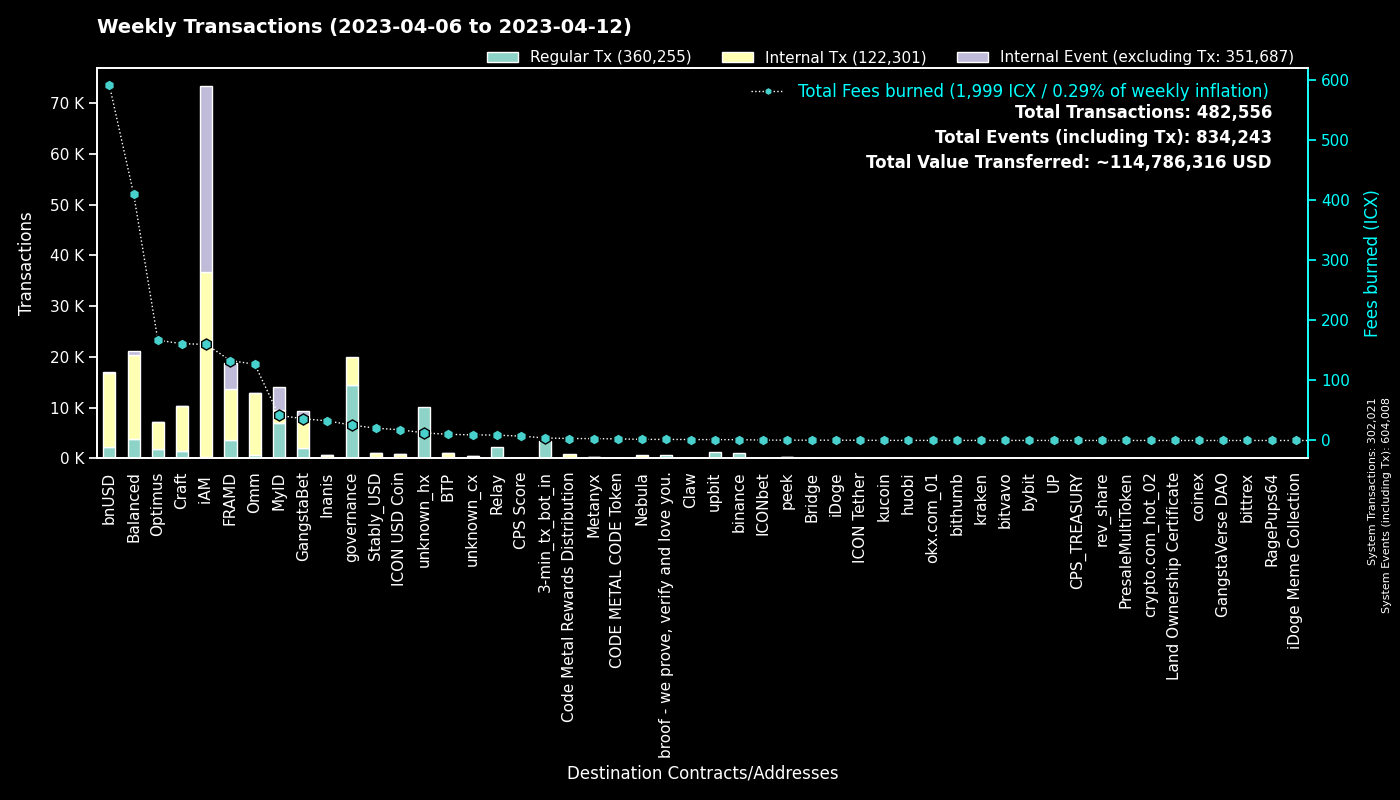 Weekly Transactions (2023-04-06 to 2023-04-12)
Regular Tx (360,255)
Internal Tx (122,301)
Internal Event (excluding Tx: 351,687)
Total Fees burned (1,999 ICX / 0.29% of weekly inflation)
Total Transactions: 482,556
Total Events (including Tx): 834,243
Total Value Transferred: ~114,786,316 USD
Transactions
70 K
60 K
50 K
40 K
30 K
20 K
10 K
0 K
600
500
400
300
200
100
0
Fees burned (ICX)
System Transactions: 302,021
System Events (including Tx): 604,008
bnUSD
Balanced
Optimus
Craft
iAM
FRAMD
Omm
MyID
GangstaBet
Inanis
governance
Stably_USD
ICON USD Coin
unknown_hx
BTP
unknown_cx
Relay
CPS Score
3-min_tx_bot_in
Code Metal Rewards Distribution
Metanyx
CODE METAL CODE Token
Nebula
broof - we prove, verify and love you.
Claw
upbit
binance
ICONbet
peek
Bridge
iDoge
ICON Tether
kucoin
huobi
okx.com_01
bithumb
kraken
bitvavo
bybit
UP
CPS_TREASURY
rev_share
PresaleMultiToken
crypto.com_hot_02
Land Ownership Certificate
coinex
GangstaVerse DAO
bittrex
RagePups64
iDoge Meme Collection
Destination Contracts/Addresses